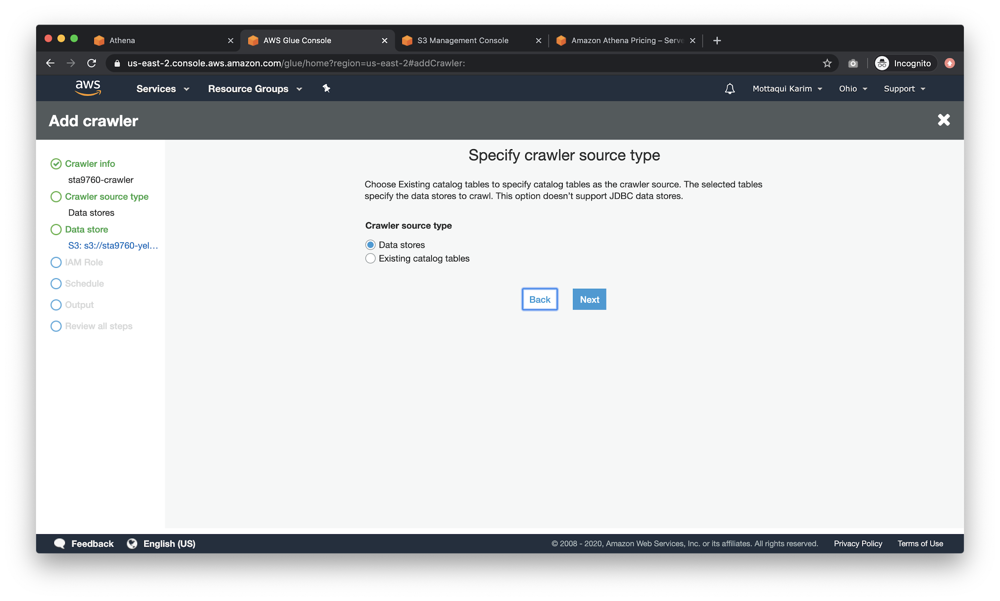 Athena
AWS Glue Console
S3 Management Console
Amazon Athena Pricing – Serve
us-east-2.console.aws.amazon.com/glue/home?region=us-east-2#addCrawler:
Incognito
aws
Services
Resource Groups
Mottaqui Karim
Ohio
Support
Add crawler
Crawler info
sta9760-crawler
Crawler source type
Data stores
Data store
S3: s3://sta9760-yel...
IAM Role
Schedule
Output
Review all steps
Specify crawler source type
Choose Existing catalog tables to specify catalog tables as the crawler source. The selected tables
specify the data stores to crawl. This option doesn’t support JDBC data stores.
Crawler source type
Data stores
Existing catalog tables
Back
Next
Feedback
English (US)
© 2008 - 2020, Amazon Web Services, Inc. or its affiliates. All rights reserved.
Privacy Policy
Terms of Use